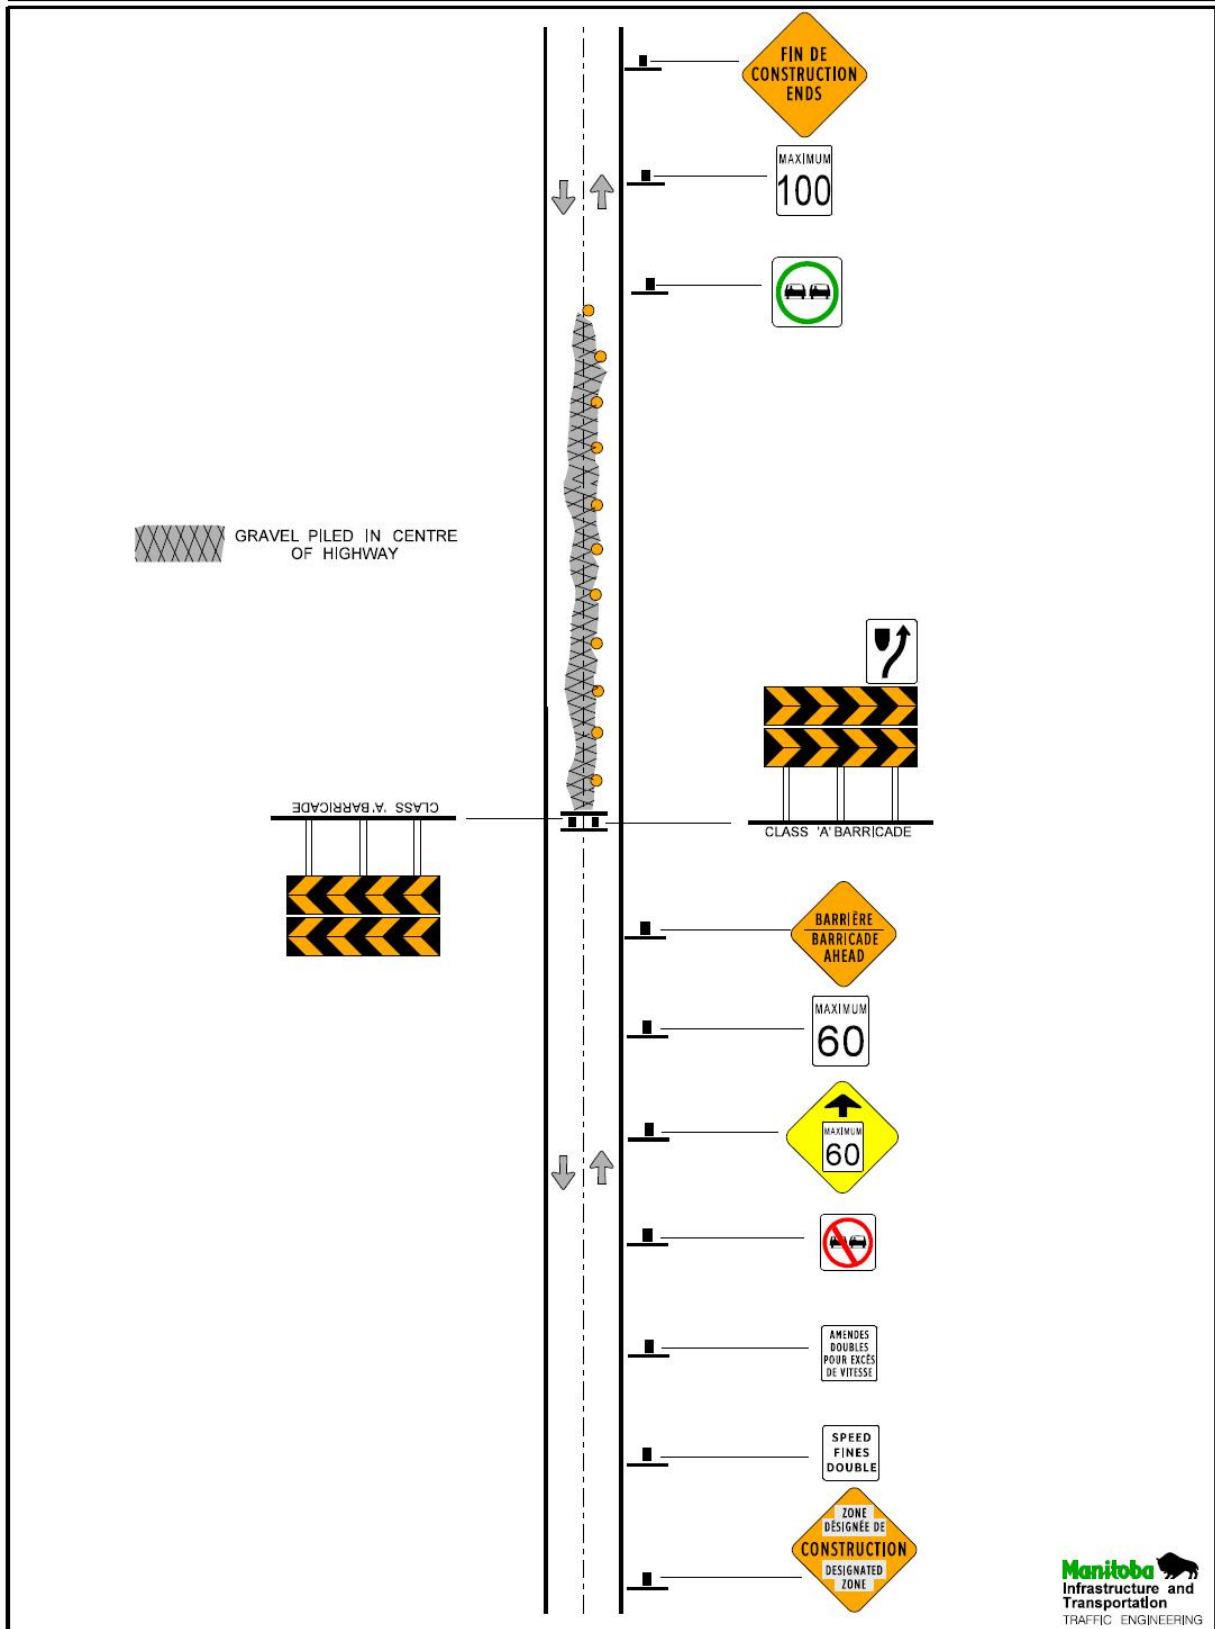 FIN DE
CONSTRUCTION
ENDS
MAXIMUM
100
GRAVEL PILED IN CENTRE
OF HIGHWAY
CLASS 'A' BARRICADE
CLASS 'A' BARRICADE
BARRIÈRE
BARRICADE
AHEAD
MAXIMUM
60
MAXIMUM
60
AMENDES
DOUBLES
POUR EXCÈS
DE VITESSE
SPEED
FINES
DOUBLE
ZONE
DÉSIGNÉE DE
CONSTRUCTION
DESIGNATED
ZONE
Manitoba
Infrastructure and
Transportation
TRAFFIC ENGINEERING